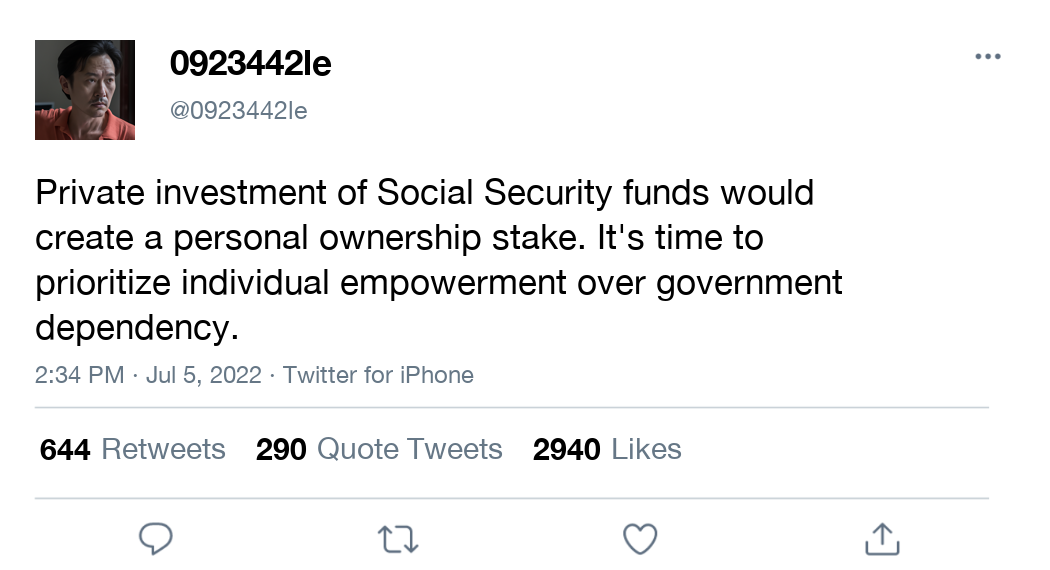 0923442le
@0923442le
Private investment of Social Security funds would
create a personal ownership stake. It's time to
prioritize individual empowerment over government
dependency.
2:34 PM · Jul 5, 2022 · Twitter for iPhone
644 Retweets 290 Quote Tweets 2940 Likes